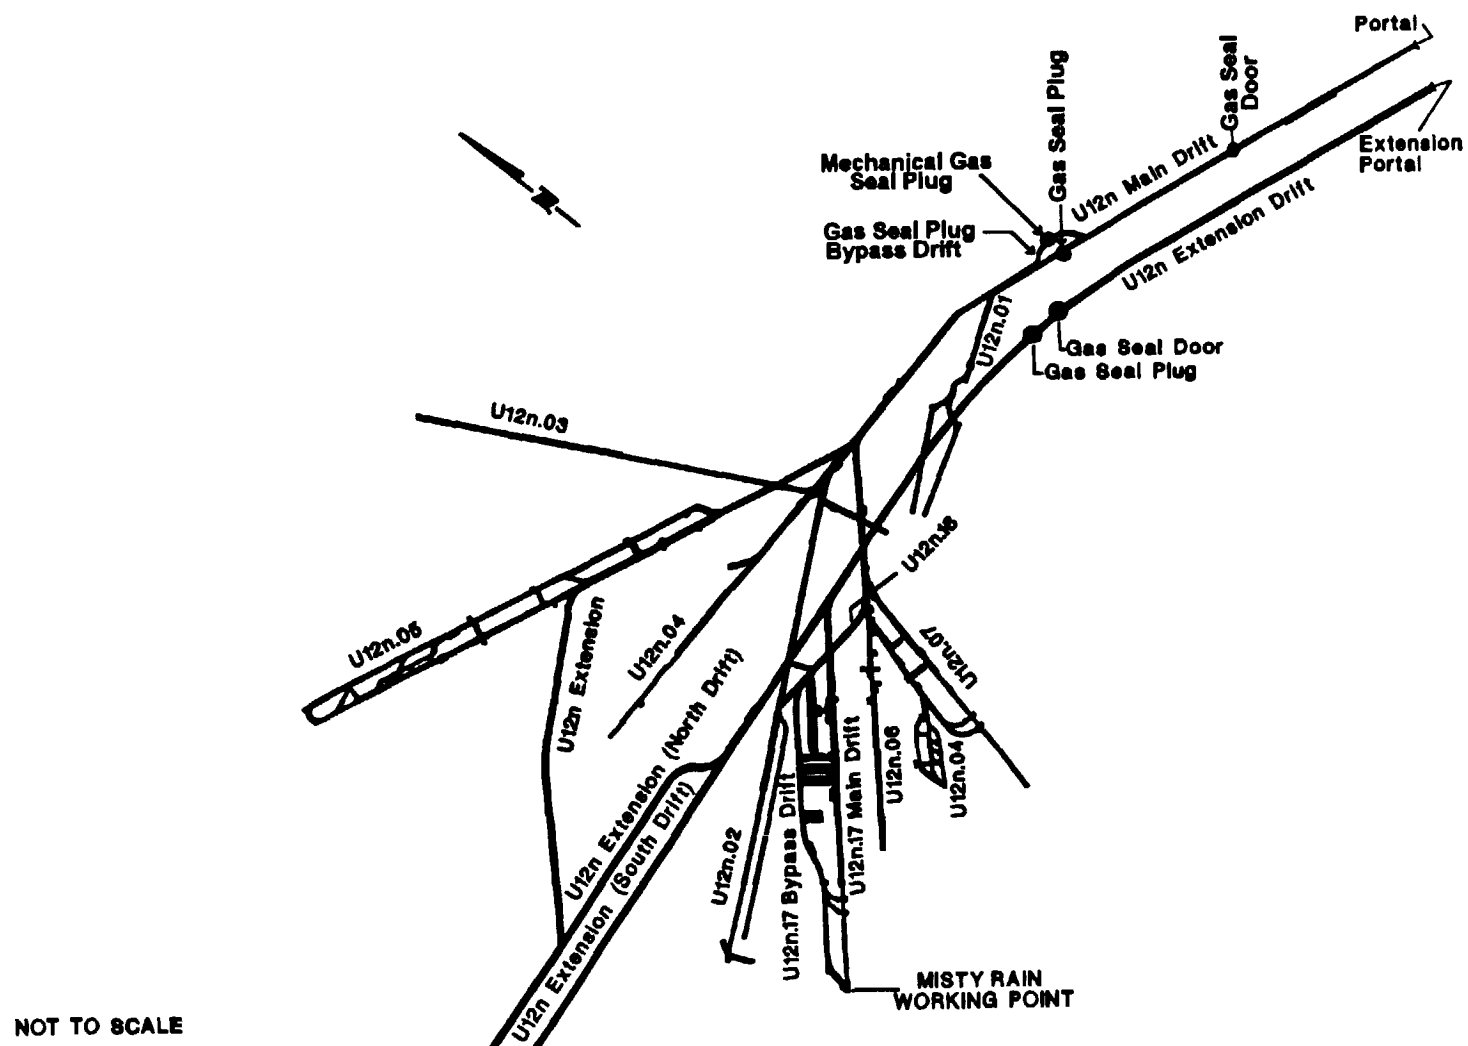 Portal
Gas Seal
Door
Gas Seal Plug
Extension
Portal
Mechanical Gas
Seal Plug
U12n Main Drift
Gas Seal Plug
Bypass Drift
U12n Extension Drift
N
U12n.01
Gas Seal Door
Gas Seal Plug
U12n.03
U12n.16
U12n.05
U12n Extension
U12n.04
U12n.07
U12n Extension (North Drift)
U12n Extension (South Drift)
U12n.02
U12n.17 Bypass Drift
U12n.17 Main Drift
U12n.06
U12n.04
U12n Extension
MISTY RAIN
WORKING POINT
NOT TO SCALE